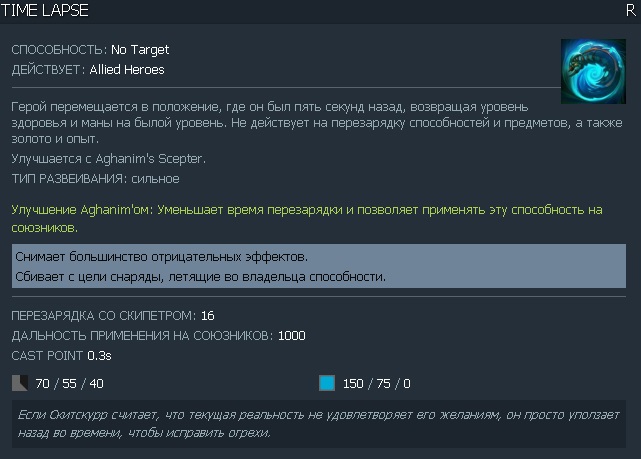 TIME LAPSE R
СПОСОБНОСТЬ: No Target
ДЕЙСТВУЕТ: Allied Heroes
Герой перемещается в положение, где он был пять секунд назад, возвращая уровень
здоровья и маны на былой уровень. Не действует на перезарядку способностей и предметов, а также
золото и опыт.
Улучшается с Aghanim's Scepter.
ТИП РАЗВЕИВАНИЯ: сильное
Улучшение Aghanim'ом: Уменьшает время перезарядки и позволяет применять эту способность на
союзников.
Снимает большинство отрицательных эффектов.
Сбивает с цели снаряды, летящие во владельца способности.
ПЕРЕЗАРЯДКА СО СКИПЕТРОМ: 16
ДАЛЬНОСТЬ ПРИМЕНЕНИЯ НА СОЮЗНИКОВ: 1000
CAST POINT 0.3s
70 / 55 / 40 150 / 75 / 0
Если Скитскурр считает, что текущая реальность не удовлетворяет его желаниям, он просто уползает
назад во времени, чтобы исправить огрехи.